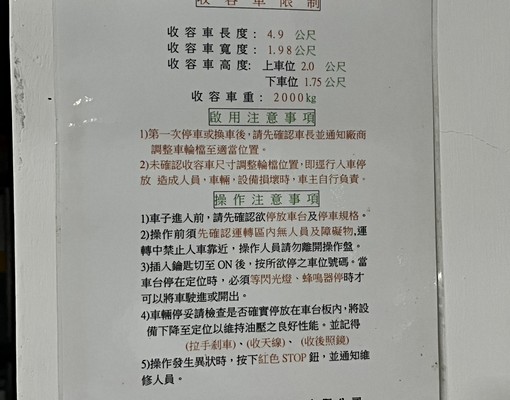 收容車限制
收容車長度: 4.9 公尺
收容車寬度: 1.98公尺
收容車高度: 上車位 2.0 公尺
下車位 1.75公尺
收容車重: 2000kg
啟用注意事項
1)第一次停車或換車後,請先確認車長並通知廠商
調整車輪檔至適當位置。
2)未確認收容車尺寸調整輪檔位置,即逕行人車停
放 造成人員,車輛,設備損壞時,車主自行負責。
操作注意事項
1)車子進入前,請先確認欲停放車台及停車規格。
2)操作前須先確認運轉區內無人員及障礙物,運
轉中禁止人車靠近,操作人員請勿離開操作盤。
3)插入鑰匙切至ON後,按所欲停之車位號碼。當
車台停在定位時,必須等閃光燈、蜂鳴器停時才
可以將車駛進或開出。
4)車輛停妥請檢查是否確實停放在車台板內,將設
備下降至定位以維持油壓之良好性能。並記得
(拉手剎車)、(收天線)、(收後照鏡)
5)操作發生異狀時,按下紅色STOP鈕,並通知維
修人員。